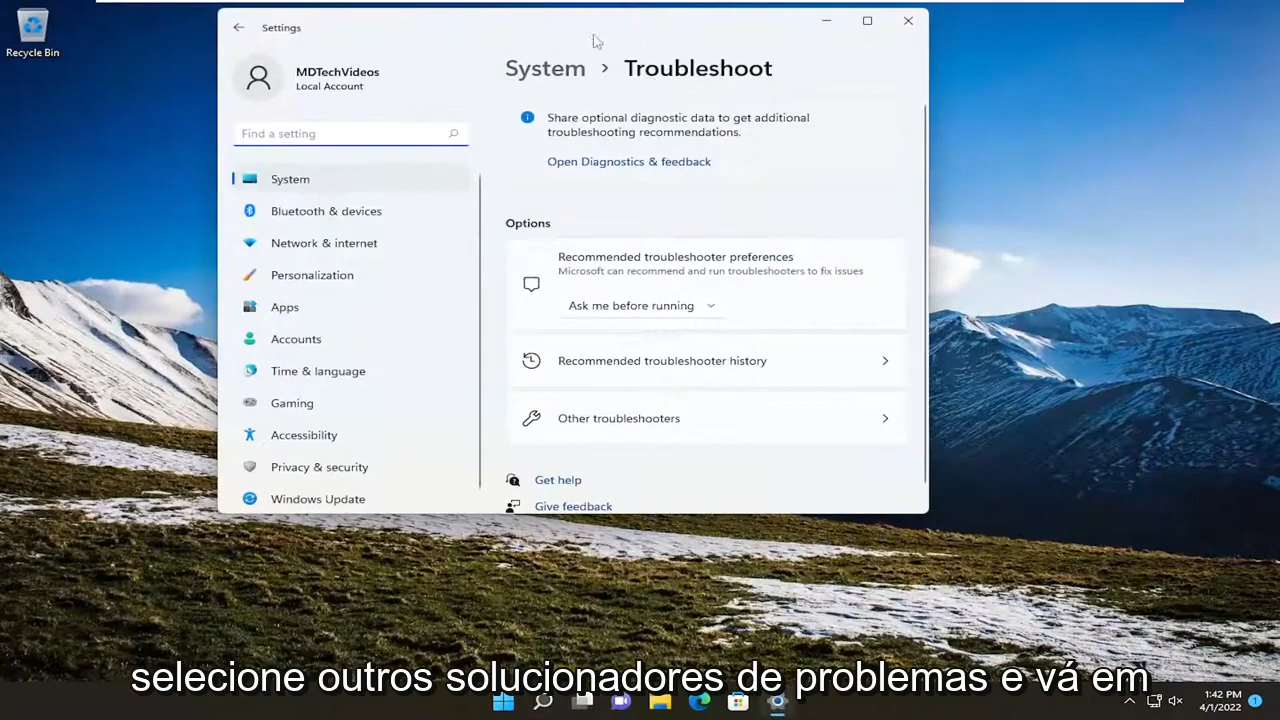 Recycle Bin
Settings
MDTechVideos
Local Account
Find a setting
System
Bluetooth & devices
Network & internet
Personalization
Apps
Accounts
Time & language
Gaming
Accessibility
Privacy & security
Windows Update
System › Troubleshoot
Share optional diagnostic data to get additional
troubleshooting recommendations.
Open Diagnostics & feedback
Options
Recommended troubleshooter preferences
Microsoft can recommend and run troubleshooters to fix issues
Ask me before running
Recommended troubleshooter history
Other troubleshooters
Get help
Give feedback
selecione outros solucionadores de problemas e vá em
1:42 PM
4/1/2022
1